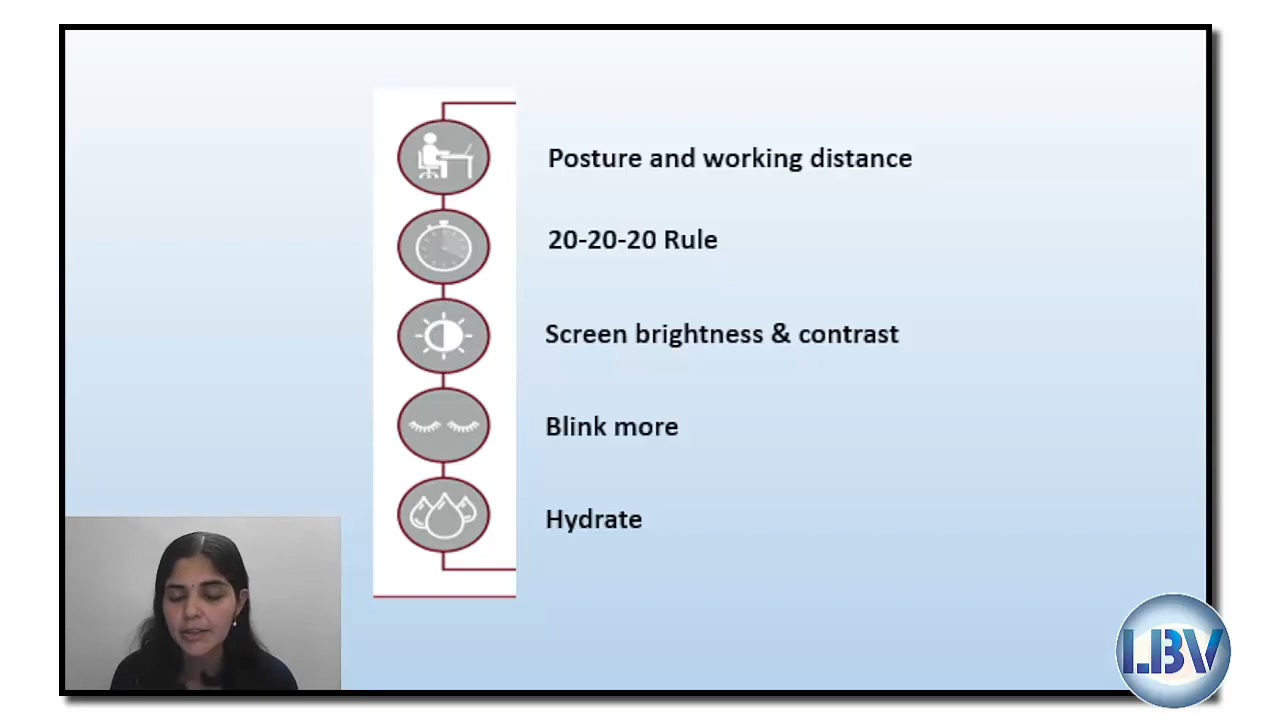 Posture and working distance
20-20-20 Rule
Screen brightness & contrast
Blink more
Hydrate
LBV